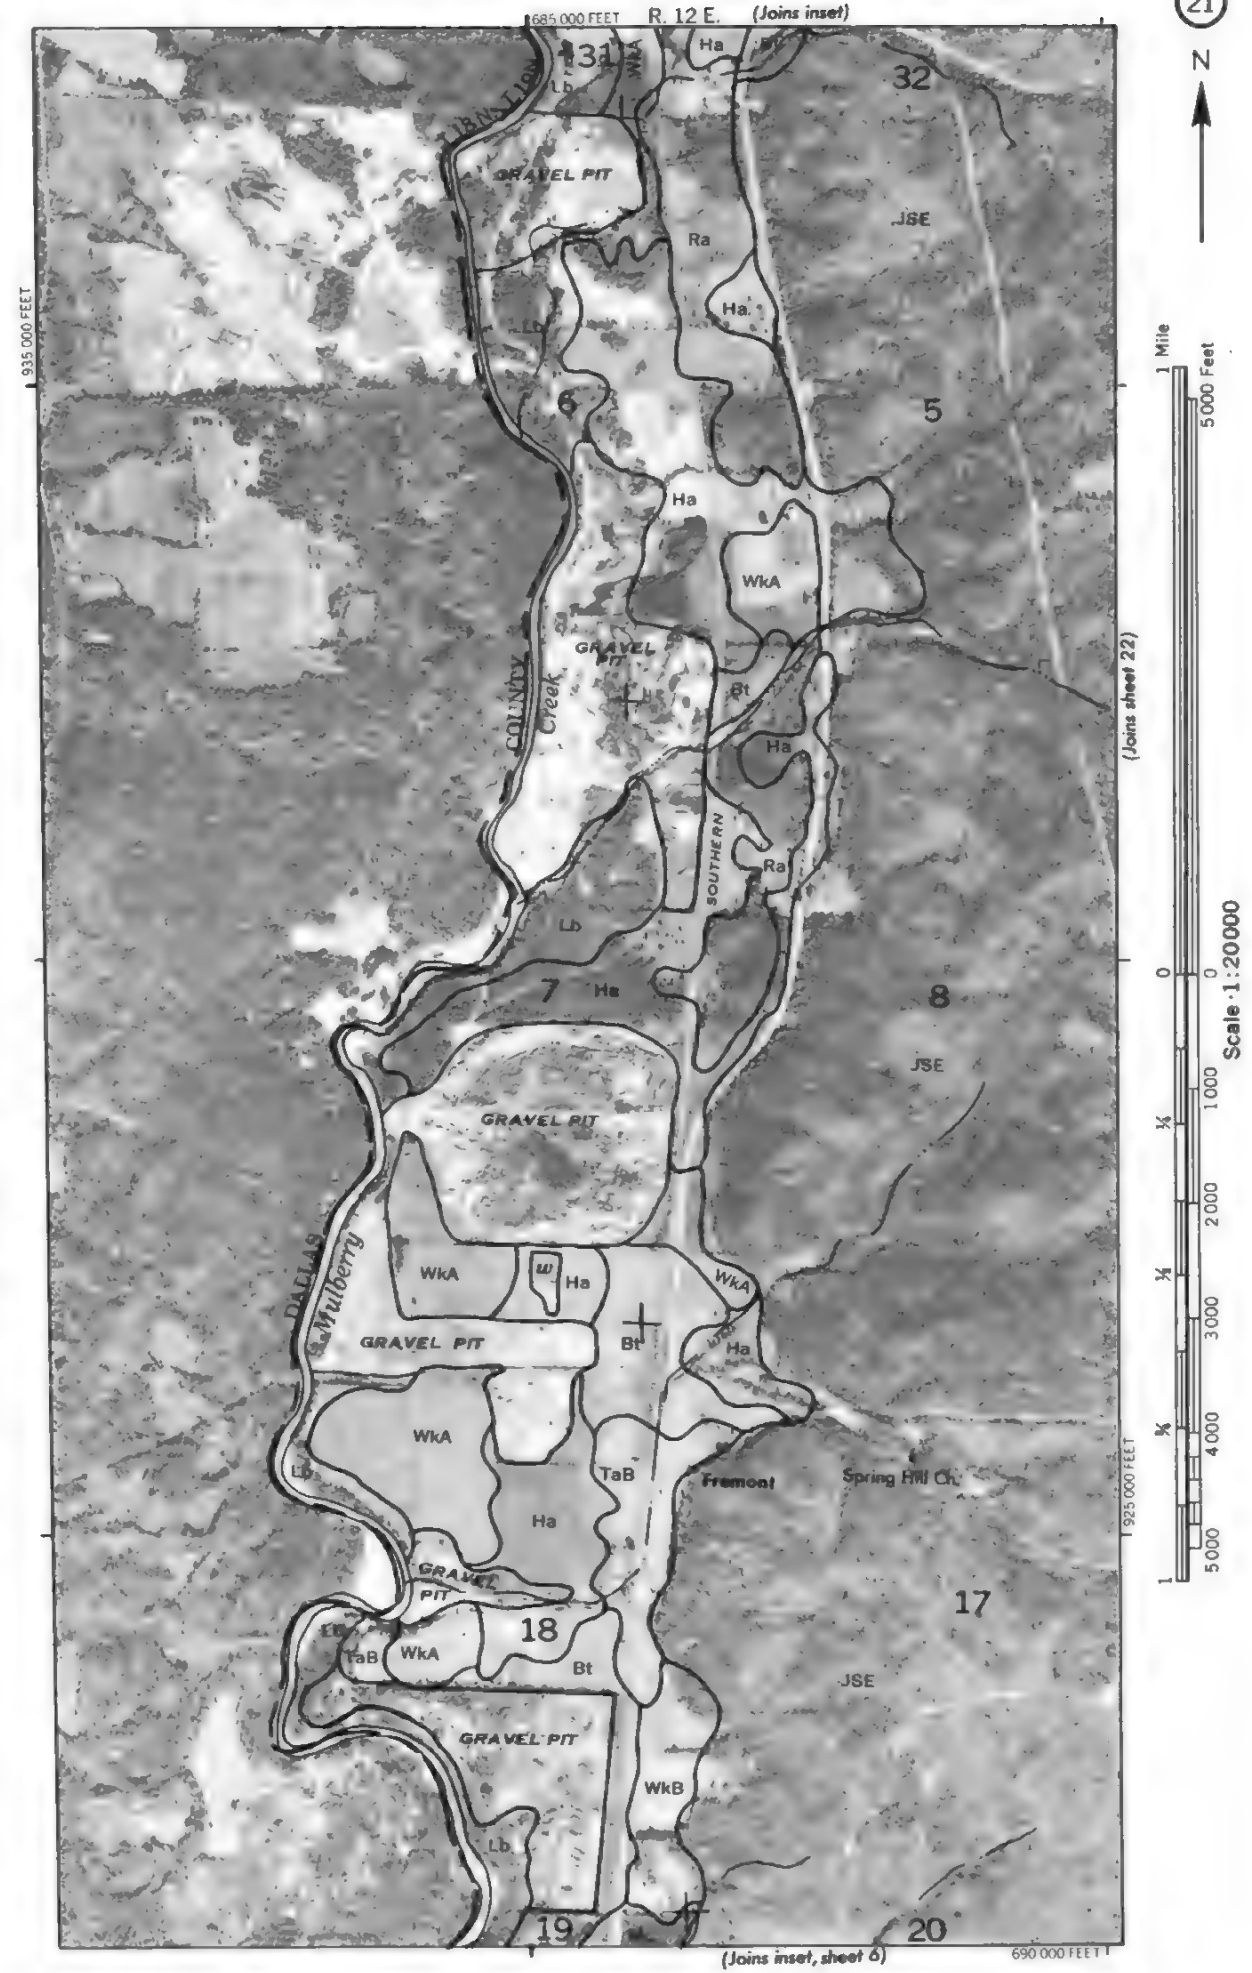 685 000 FEET R. 12 E. (Joins inset)
21
N
31
WkA
Ha
32
Lb
COUNTY LINE
GRAVEL PIT
JSE
Ra
Ha
935 000 FEET
Lb
6
5
1 Mile
5000 Feet
Ha
WkA
GRAVEL
PIT
Bt
COUNTY
Creek
Ha
(Joins sheet 22)
SOUTHERN
Ra
Lb
7
Ha
8
0
0
Scale 1:20000
JSE
GRAVEL PIT
1000
¼
2000
DALLAS
Mulberry
WkA
W
Ha
WkA
½
3000
GRAVEL PIT
Bt
Ha
WkA
¾
4000
Lb
TaB
Fremont
Spring Hill Ch.
925 000 FEET
Ha
5000
1
GRAVEL
PIT
17
18
Lb
TaB
WkA
Bt
JSE
GRAVEL PIT
WkB
Lb
19
20
(Joins inset, sheet 6)
690 000 FEET